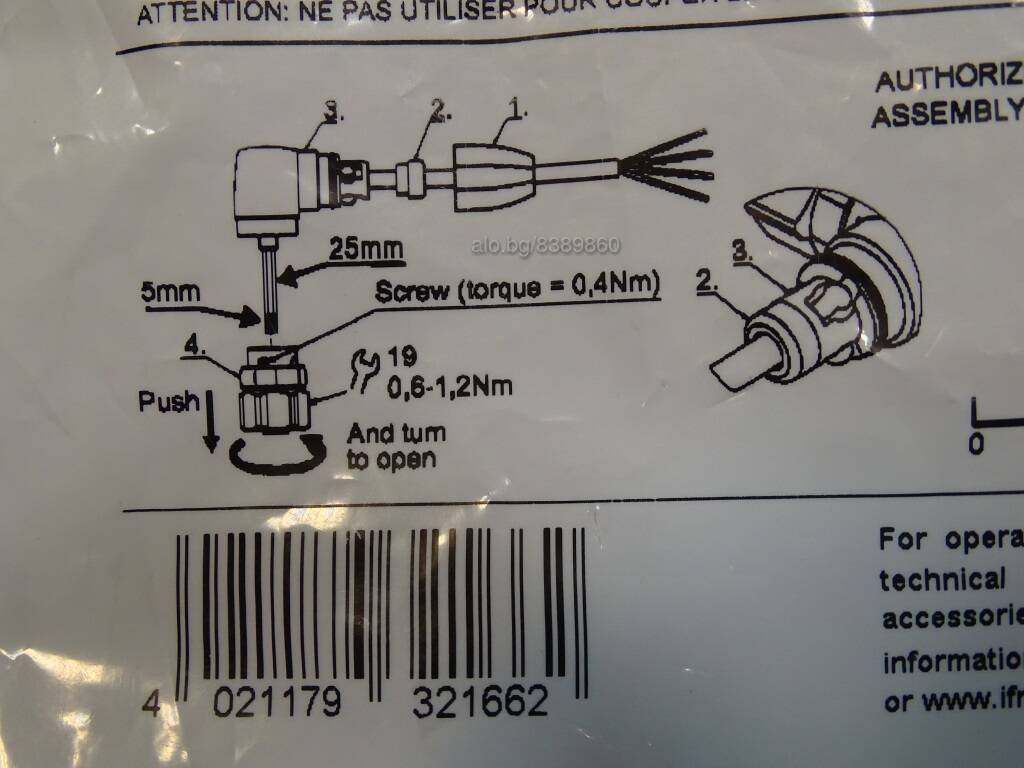 ATTENTION: NE PAS UTILISER POUR
AUTHORIZ
ASSEMBLY
3.
2.
1.
alo.bg/8389860
25mm
5mm
Screw (torque = 0,4Nm)
3.
2.
4.
19
0,6-1,2Nm
Push
And turn
to open
0
For opera
technical
accessorie
informatio
or www.ifm
4 021179 321662